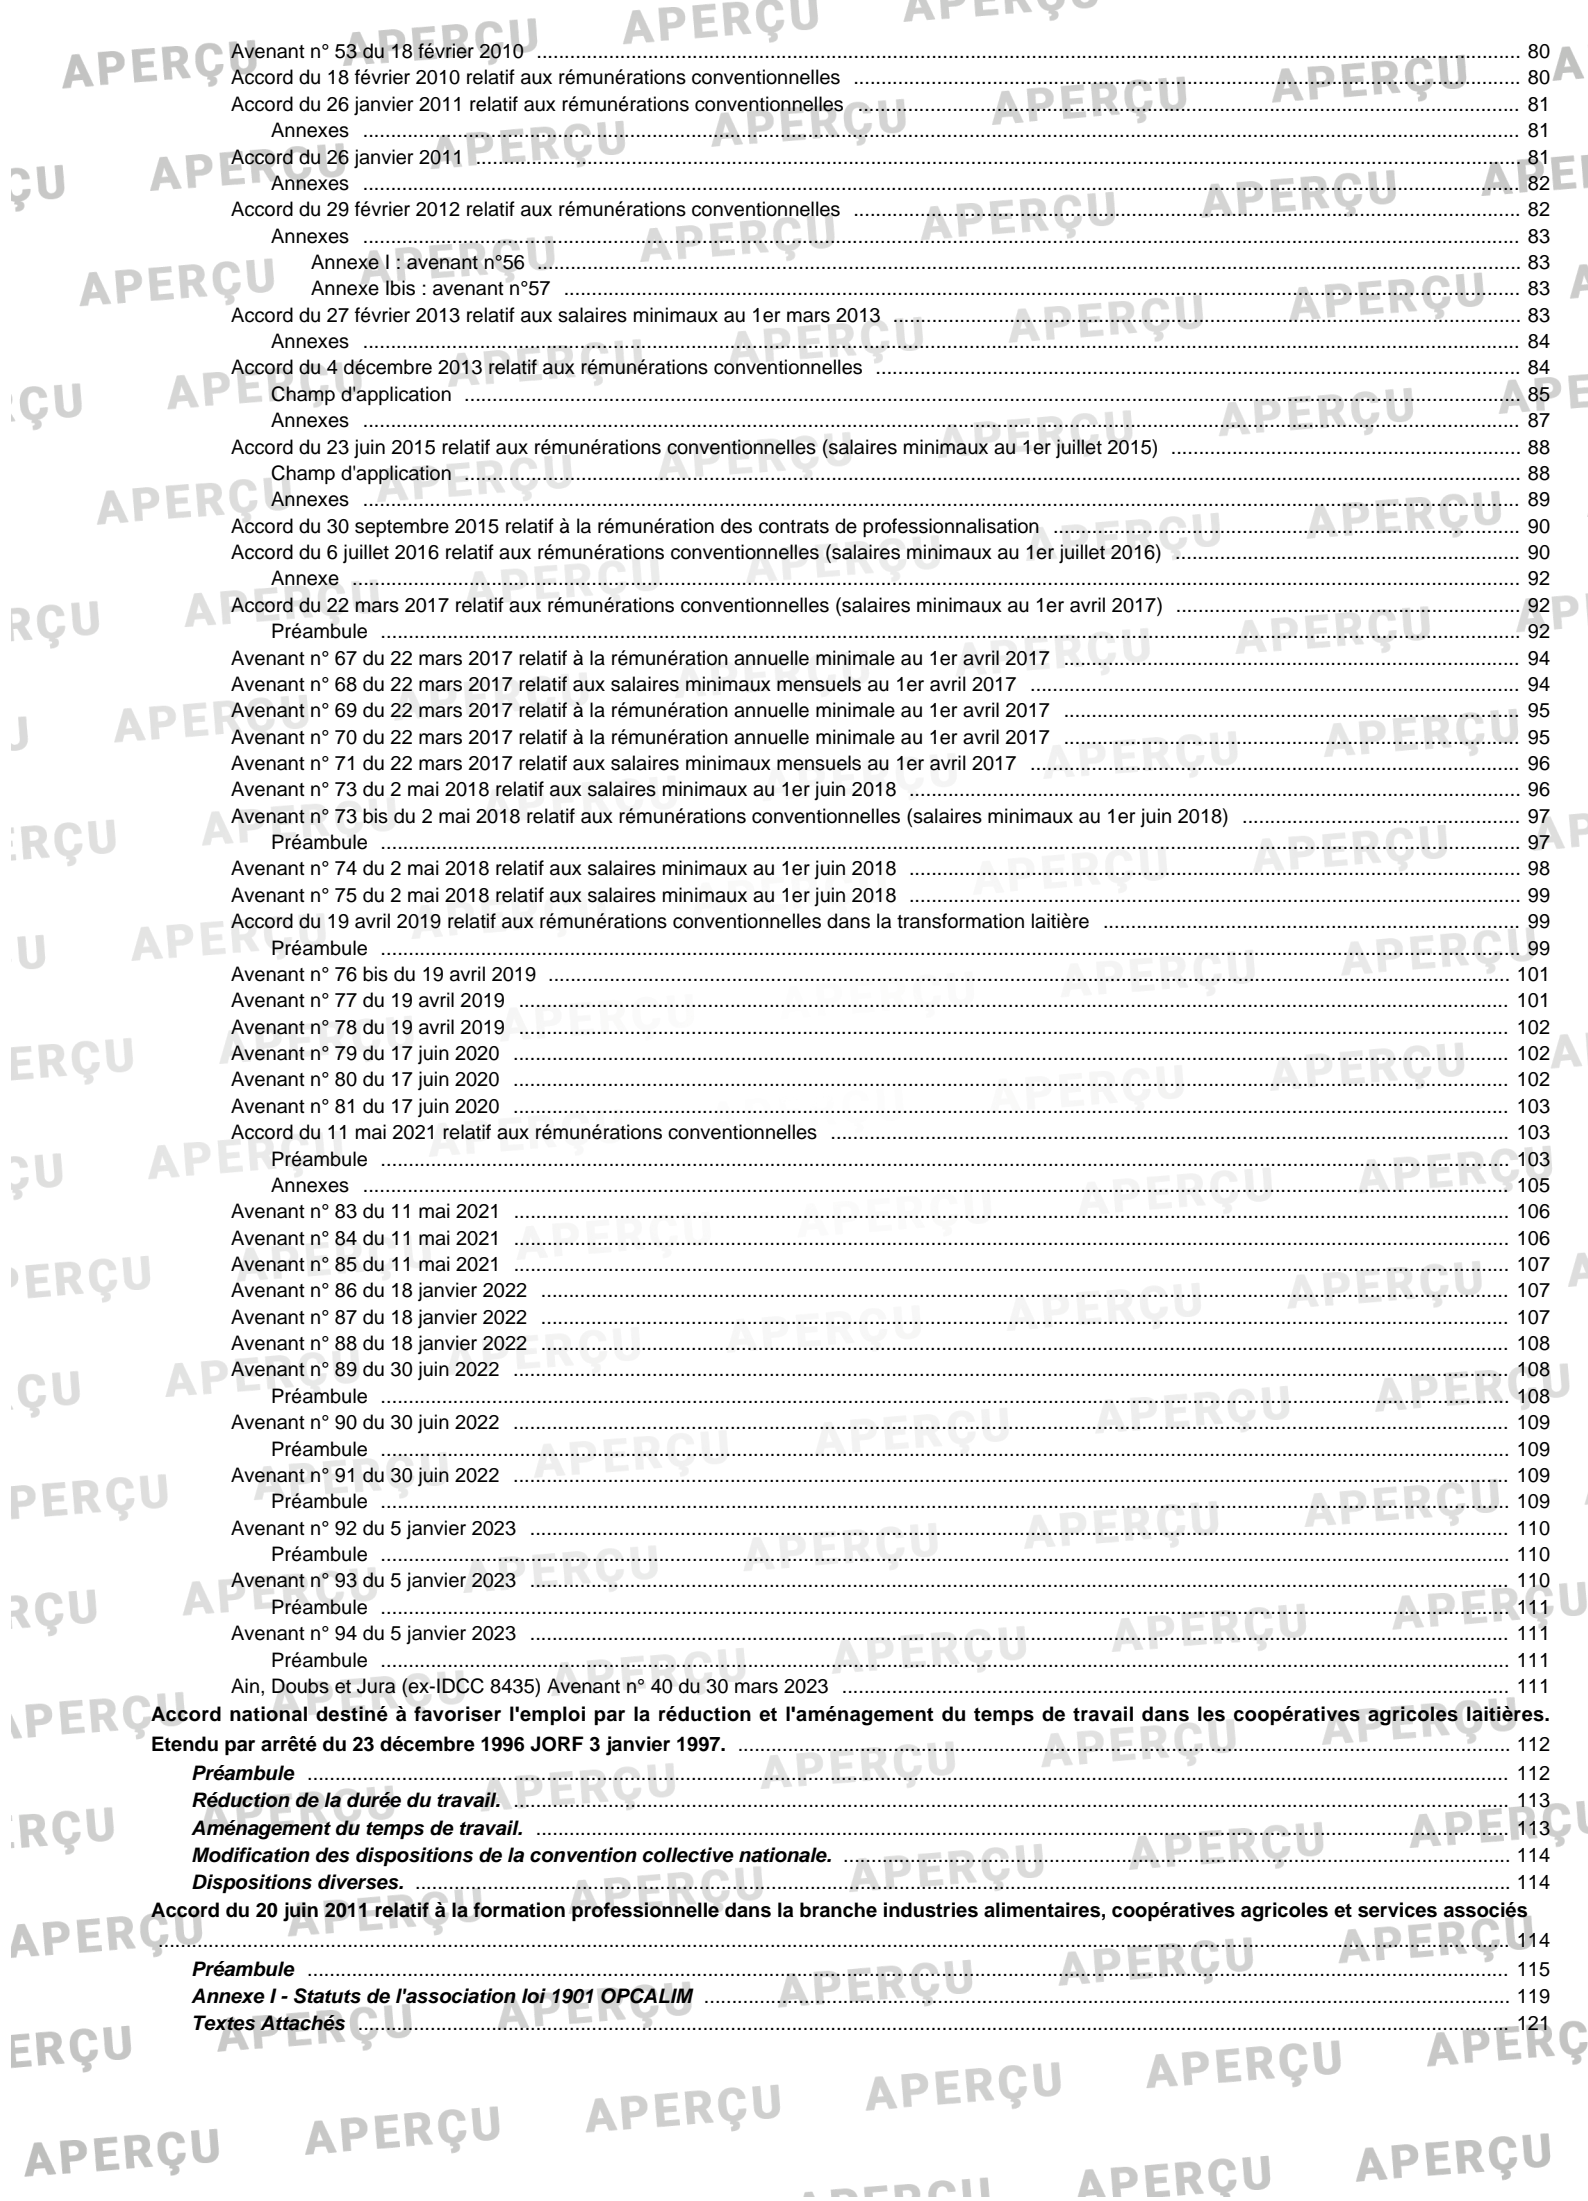 Avenant n° 53 du 18 février 2010 ........ 80
Accord du 18 février 2010 relatif aux rémunérations conventionnelles ........ 80
Accord du 26 janvier 2011 relatif aux rémunérations conventionnelles ........ 81
Annexes ........ 81
Accord du 26 janvier 2011 ........ 81
Annexes ........ 82
Accord du 29 février 2012 relatif aux rémunérations conventionnelles ........ 82
Annexes ........ 83
Annexe I : avenant n°56 ........ 83
Annexe Ibis : avenant n°57 ........ 83
Accord du 27 février 2013 relatif aux salaires minimaux au 1er mars 2013 ........ 83
Annexes ........ 84
Accord du 4 décembre 2013 relatif aux rémunérations conventionnelles ........ 84
Champ d'application ........ 85
Annexes ........ 87
Accord du 23 juin 2015 relatif aux rémunérations conventionnelles (salaires minimaux au 1er juillet 2015) ........ 88
Champ d'application ........ 88
Annexes ........ 89
Accord du 30 septembre 2015 relatif à la rémunération des contrats de professionnalisation ........ 90
Accord du 6 juillet 2016 relatif aux rémunérations conventionnelles (salaires minimaux au 1er juillet 2016) ........ 90
Annexe ........ 92
Accord du 22 mars 2017 relatif aux rémunérations conventionnelles (salaires minimaux au 1er avril 2017) ........ 92
Préambule ........ 92
Avenant n° 67 du 22 mars 2017 relatif à la rémunération annuelle minimale au 1er avril 2017 ........ 94
Avenant n° 68 du 22 mars 2017 relatif aux salaires minimaux mensuels au 1er avril 2017 ........ 94
Avenant n° 69 du 22 mars 2017 relatif à la rémunération annuelle minimale au 1er avril 2017 ........ 95
Avenant n° 70 du 22 mars 2017 relatif à la rémunération annuelle minimale au 1er avril 2017 ........ 95
Avenant n° 71 du 22 mars 2017 relatif aux salaires minimaux mensuels au 1er avril 2017 ........ 96
Avenant n° 73 du 2 mai 2018 relatif aux salaires minimaux au 1er juin 2018 ........ 96
Avenant n° 73 bis du 2 mai 2018 relatif aux rémunérations conventionnelles (salaires minimaux au 1er juin 2018) ........ 97
Préambule ........ 97
Avenant n° 74 du 2 mai 2018 relatif aux salaires minimaux au 1er juin 2018 ........ 98
Avenant n° 75 du 2 mai 2018 relatif aux salaires minimaux au 1er juin 2018 ........ 99
Accord du 19 avril 2019 relatif aux rémunérations conventionnelles dans la transformation laitière ........ 99
Préambule ........ 99
Avenant n° 76 bis du 19 avril 2019 ........ 101
Avenant n° 77 du 19 avril 2019 ........ 101
Avenant n° 78 du 19 avril 2019 ........ 102
Avenant n° 79 du 17 juin 2020 ........ 102
Avenant n° 80 du 17 juin 2020 ........ 102
Avenant n° 81 du 17 juin 2020 ........ 103
Accord du 11 mai 2021 relatif aux rémunérations conventionnelles ........ 103
Préambule ........ 103
Annexes ........ 105
Avenant n° 83 du 11 mai 2021 ........ 106
Avenant n° 84 du 11 mai 2021 ........ 106
Avenant n° 85 du 11 mai 2021 ........ 107
Avenant n° 86 du 18 janvier 2022 ........ 107
Avenant n° 87 du 18 janvier 2022 ........ 107
Avenant n° 88 du 18 janvier 2022 ........ 108
Avenant n° 89 du 30 juin 2022 ........ 108
Préambule ........ 108
Avenant n° 90 du 30 juin 2022 ........ 109
Préambule ........ 109
Avenant n° 91 du 30 juin 2022 ........ 109
Préambule ........ 109
Avenant n° 92 du 5 janvier 2023 ........ 110
Préambule ........ 110
Avenant n° 93 du 5 janvier 2023 ........ 110
Préambule ........ 111
Avenant n° 94 du 5 janvier 2023 ........ 111
Préambule ........ 111
Ain, Doubs et Jura (ex-IDCC 8435) Avenant n° 40 du 30 mars 2023 ........ 111
Accord national destiné à favoriser l'emploi par la réduction et l'aménagement du temps de travail dans les coopératives agricoles laitières.
Etendu par arrêté du 23 décembre 1996 JORF 3 janvier 1997. ........ 112
Préambule ........ 112
Réduction de la durée du travail. ........ 113
Aménagement du temps de travail. ........ 113
Modification des dispositions de la convention collective nationale. ........ 114
Dispositions diverses. ........ 114
Accord du 20 juin 2011 relatif à la formation professionnelle dans la branche industries alimentaires, coopératives agricoles et services associés
........ 114
Préambule ........ 115
Annexe I - Statuts de l'association loi 1901 OPCALIM ........ 119
Textes Attachés ........ 121